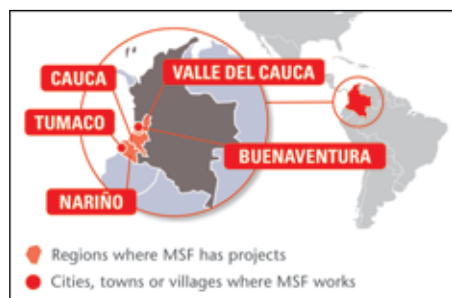 CAUCA
VALLE DEL CAUCA
TUMACO
BUENAVENTURA
NARIÑO
Regions where MSF has projects
Cities, towns or villages where MSF works